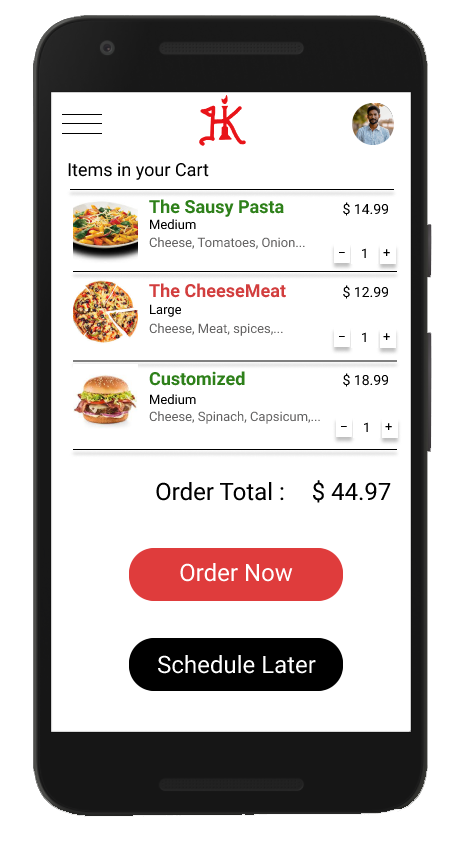 HK
Items in your Cart
The Sausy Pasta $ 14.99
Medium
Cheese, Tomatoes, Onion...
− 1 +
The CheeseMeat $ 12.99
Large
Cheese, Meat, spices,...
− 1 +
Customized $ 18.99
Medium
Cheese, Spinach, Capsicum,...
− 1 +
Order Total : $ 44.97
Order Now
Schedule Later